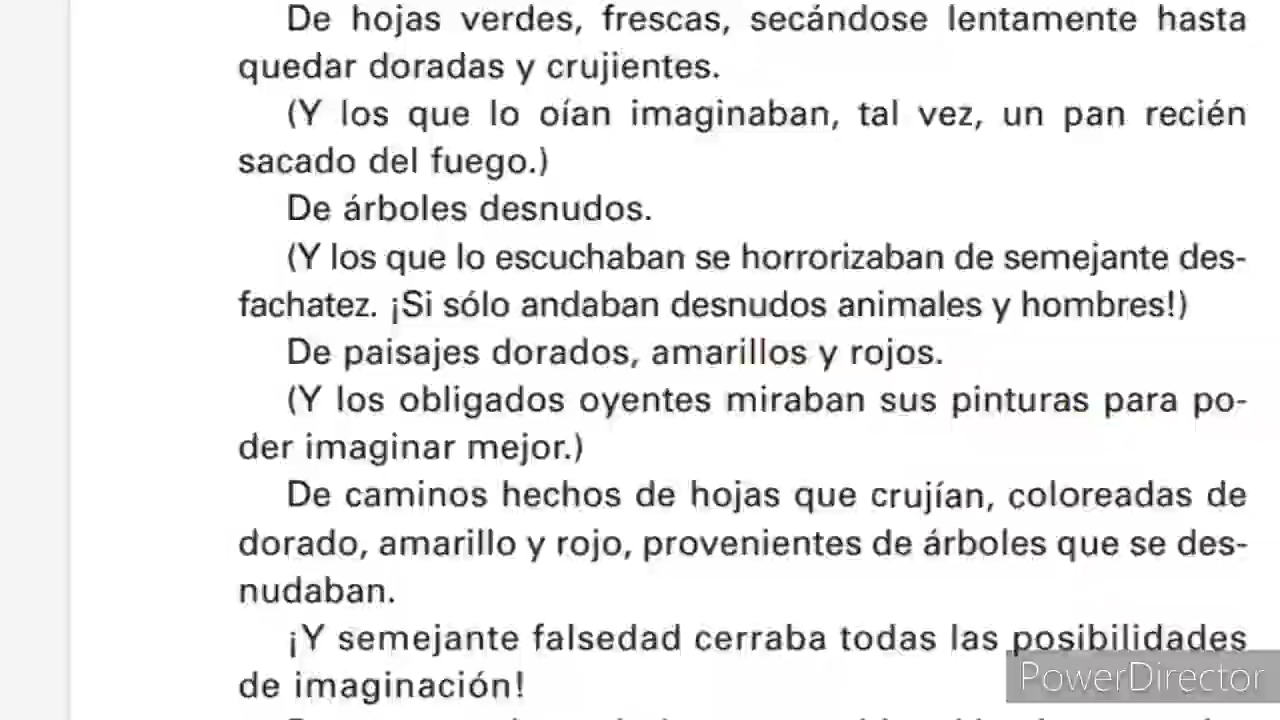 De hojas verdes, frescas, secándose lentamente hasta
quedar doradas y crujientes.
(Y los que lo oían imaginaban, tal vez, un pan recién
sacado del fuego.)
De árboles desnudos.
(Y los que lo escuchaban se horrorizaban de semejante des-
fachatez. ¡Si sólo andaban desnudos animales y hombres!)
De paisajes dorados, amarillos y rojos.
(Y los obligados oyentes miraban sus pinturas para po-
der imaginar mejor.)
De caminos hechos de hojas que crujían, coloreadas de
dorado, amarillo y rojo, provenientes de árboles que se des-
nudaban.
¡Y semejante falsedad cerraba todas las posibilidades
de imaginación!
PowerDirector